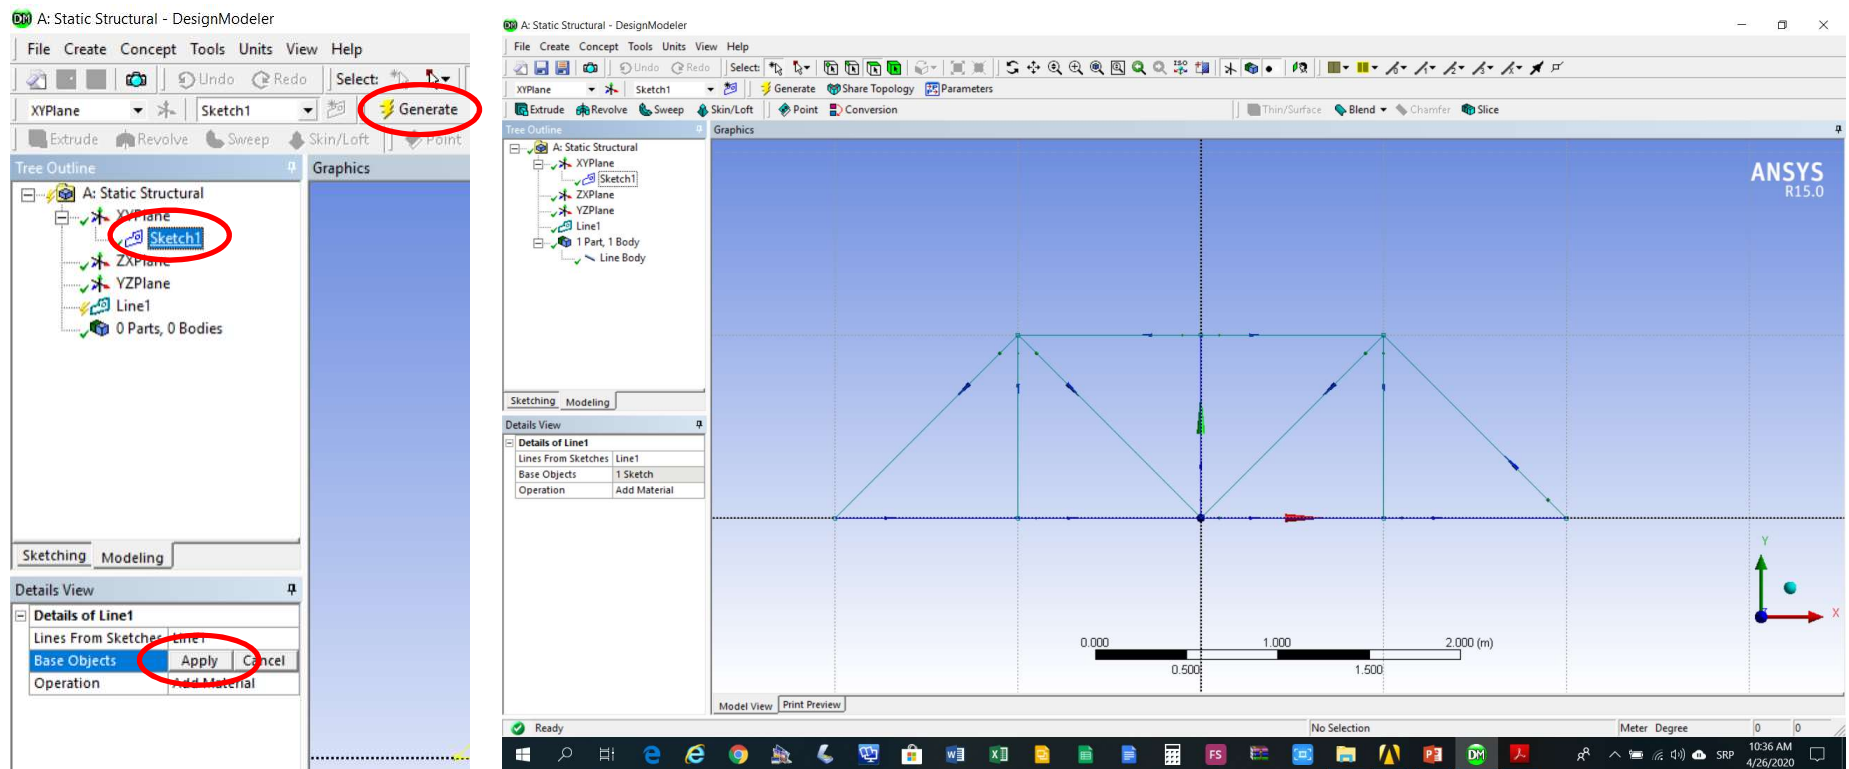 A: Static Structural - DesignModeler
File Create Concept Tools Units View Help
Undo Redo Select:
XYPlane Sketch1 Generate
Extrude Revolve Sweep Skin/Loft Point
Tree Outline
Graphics
A: Static Structural
XYPlane
Sketch1
ZXPlane
YZPlane
Line1
0 Parts, 0 Bodies
Sketching Modeling
Details View
Details of Line1
Lines From Sketches Line1
Base Objects Apply Cancel
Operation Add Material
A: Static Structural - DesignModeler
File Create Concept Tools Units View Help
Undo Redo Select:
XYPlane Sketch1 Generate Share Topology Parameters
Extrude Revolve Sweep Skin/Loft Point Conversion Thin/Surface Blend Chamfer Slice
Tree Outline
Graphics
A: Static Structural
XYPlane
Sketch1
ZXPlane
YZPlane
Line1
1 Part, 1 Body
Line Body
Sketching Modeling
Details View
Details of Line1
Lines From Sketches Line1
Base Objects 1 Sketch
Operation Add Material
ANSYS
R15.0
Y
X
Z
0.000 1.000 2.000 (m)
0.500 1.500
Model View Print Preview
Ready No Selection Meter Degree 0 0
SRP 10:36 AM
4/26/2020